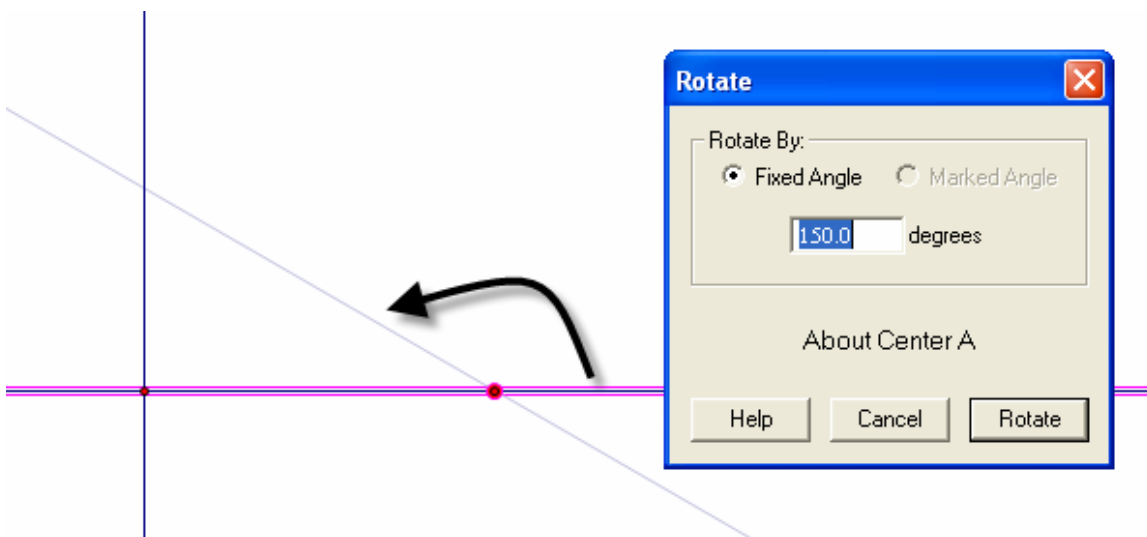 Rotate
Rotate By:
Fixed Angle Marked Angle
150.0 degrees
About Center A
Help Cancel Rotate